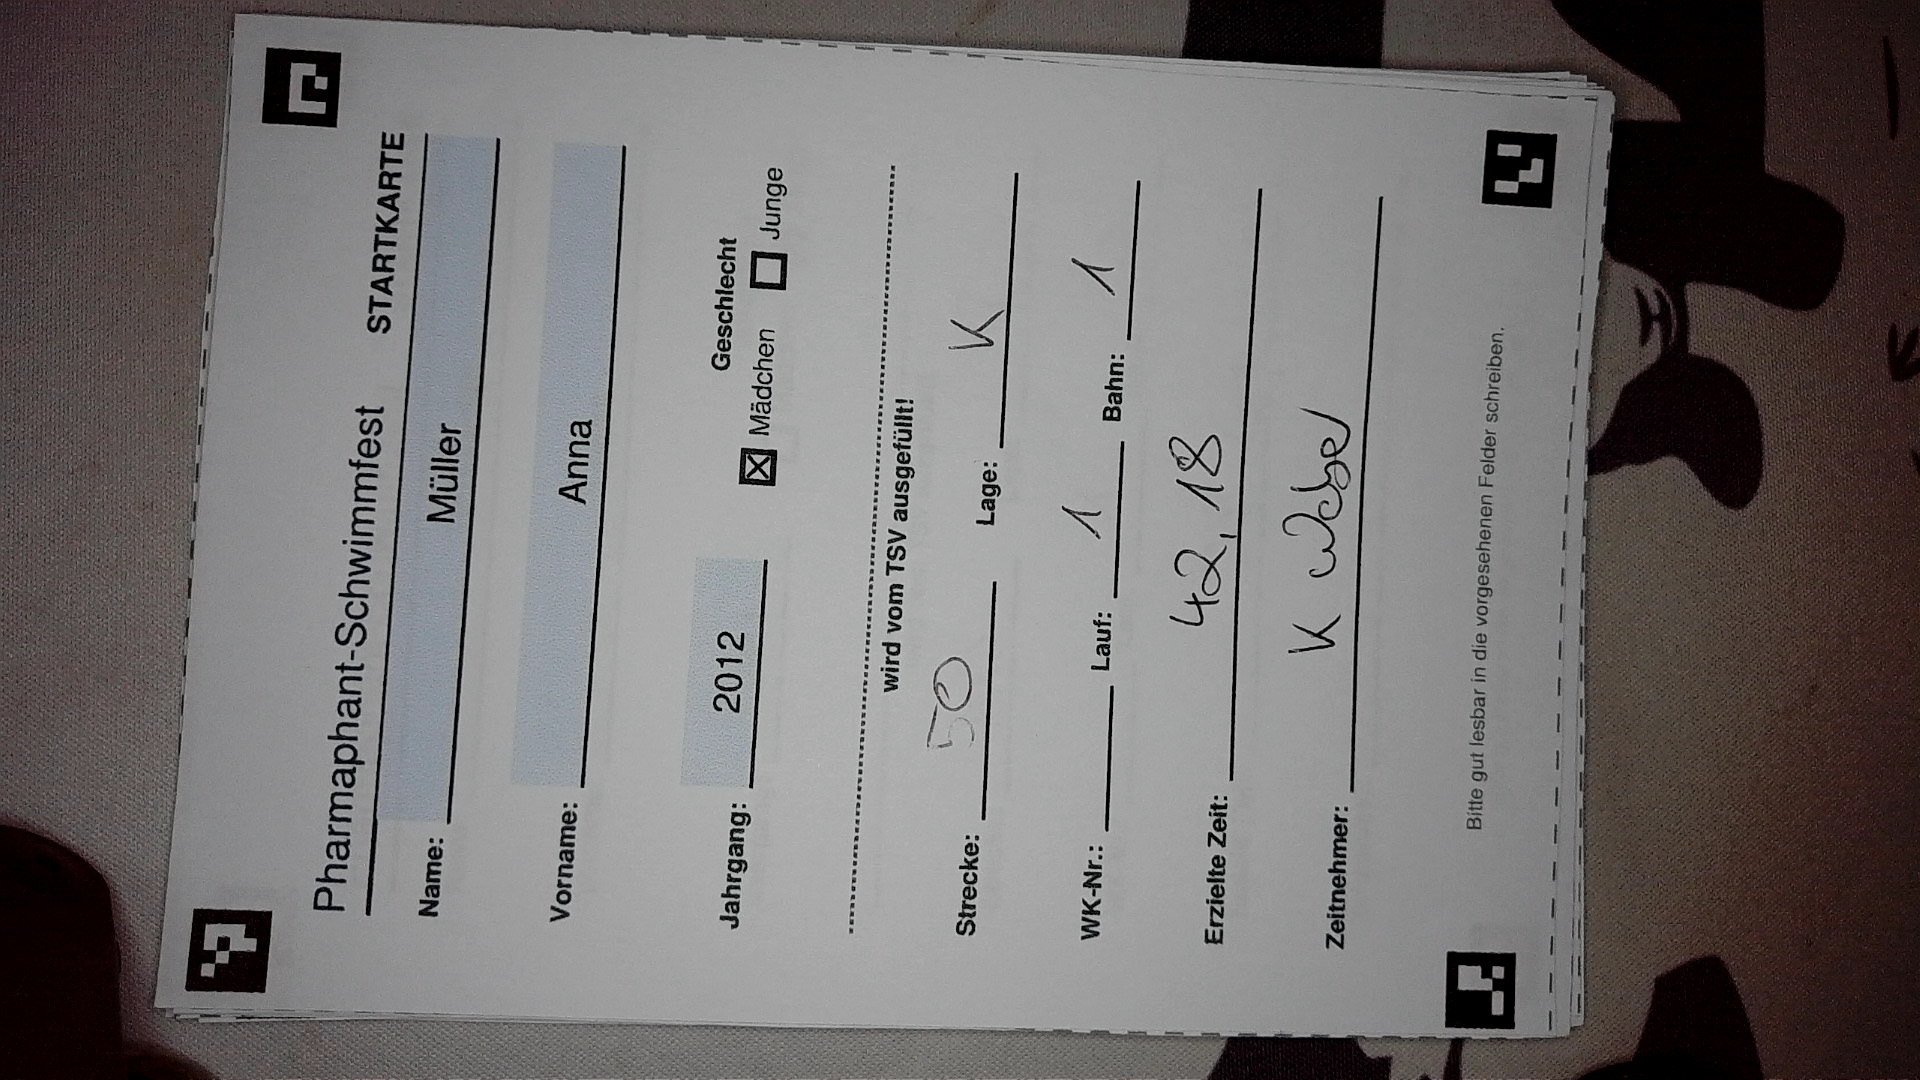 Pharmaphant-Schwimmfest STARTKARTE
Name: Müller
Vorname: Anna
Geschlecht
Jahrgang: 2012 ☒ Mädchen ☐ Junge
wird vom TSV ausgefüllt!
Strecke: 50 Lage: K
WK-Nr.: Lauf: 1 Bahn: 1
Erzielte Zeit: 42,18
Zeitnehmer: K Weber
Bitte gut lesbar in die vorgesehenen Felder schreiben.